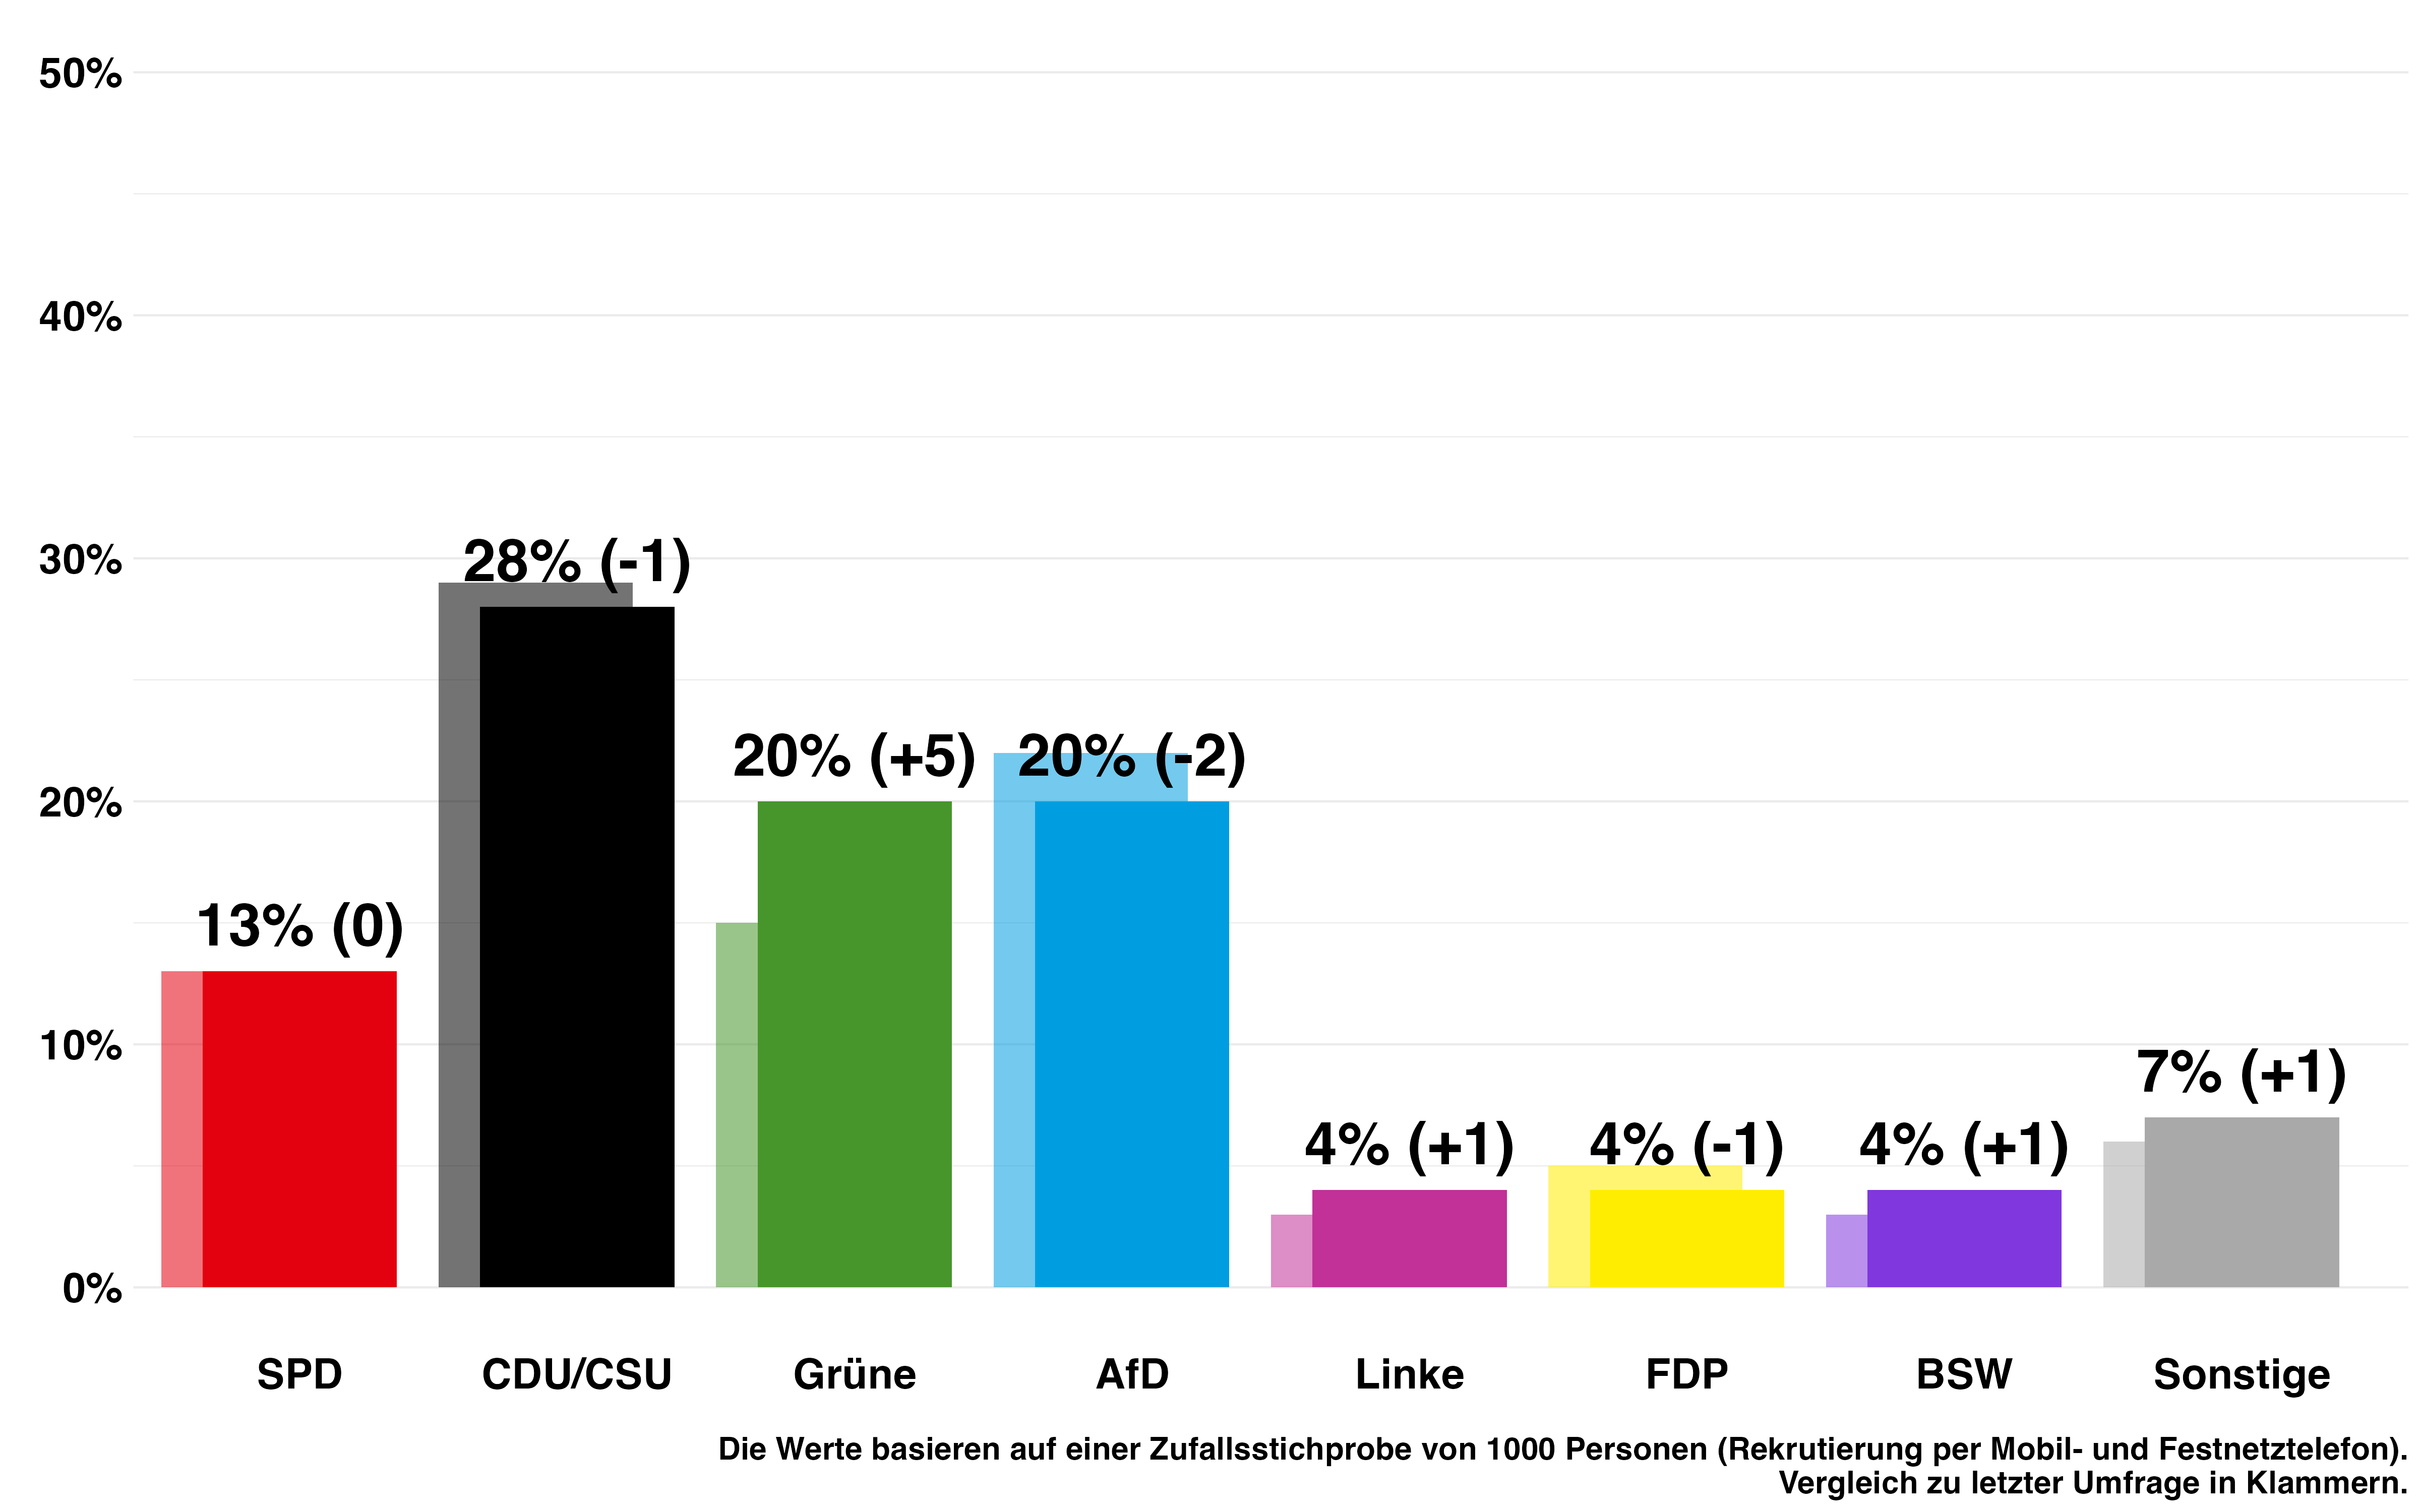 50%
40%
30%
20%
10%
0%
13% (0)
28% (-1)
20% (+5)
20% (-2)
4% (+1)
4% (-1)
4% (+1)
7% (+1)
SPD
CDU/CSU
Grüne
AfD
Linke
FDP
BSW
Sonstige
Die Werte basieren auf einer Zufallsstichprobe von 1000 Personen (Rekrutierung per Mobil- und Festnetztelefon).
Vergleich zu letzter Umfrage in Klammern.